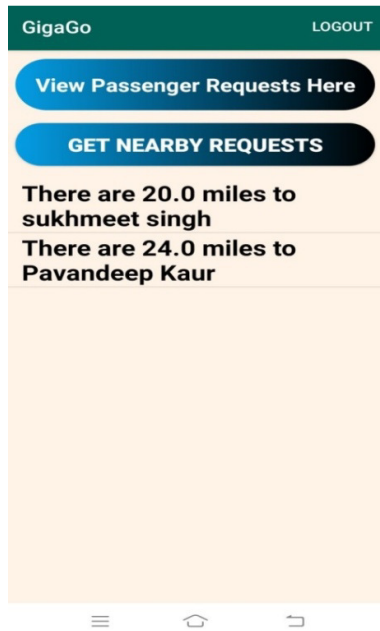 GigaGo
LOGOUT
View Passenger Requests Here
GET NEARBY REQUESTS
There are 20.0 miles to
sukhmeet singh
There are 24.0 miles to
Pavandeep Kaur